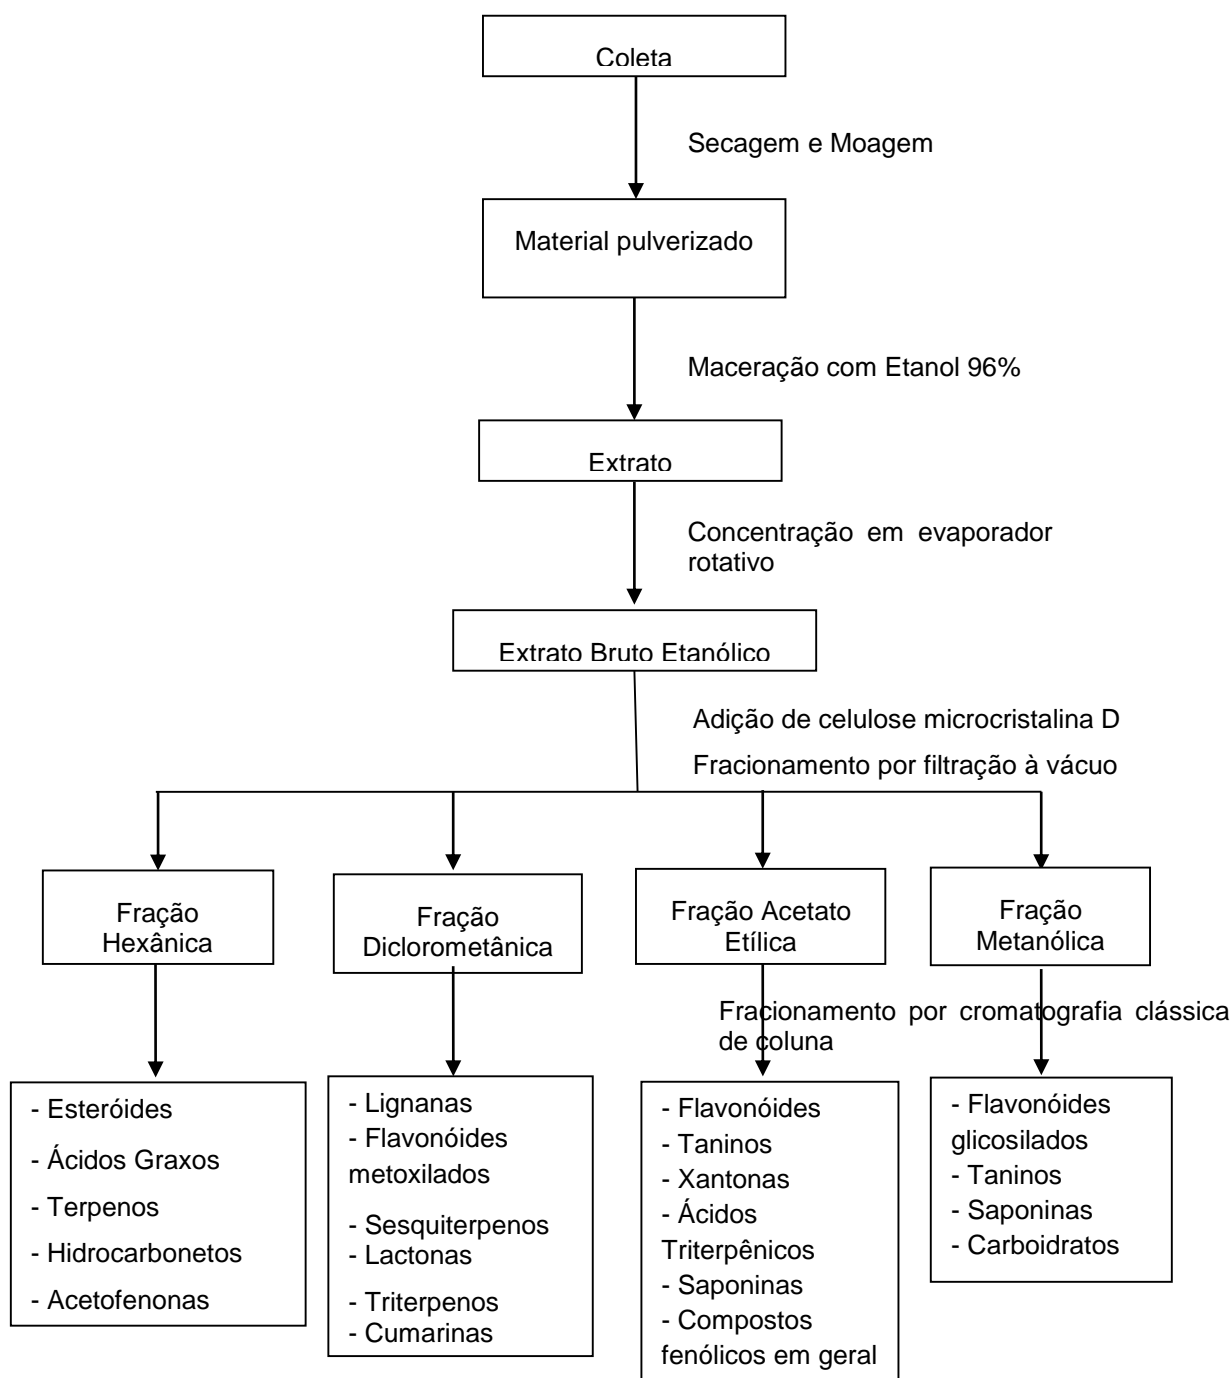 Coleta
Secagem e Moagem
Material pulverizado
Maceração com Etanol 96%
Extrato
Concentração em evaporador
rotativo
Extrato Bruto Etanólico
Adição de celulose microcristalina D
Fracionamento por filtração à vácuo
Fração
Hexânica
Fração
Diclorometânica
Fração Acetato
Etílica
Fração
Metanólica
Fracionamento por cromatografia clássica
de coluna
- Esteróides
- Ácidos Graxos
- Terpenos
- Hidrocarbonetos
- Acetofenonas
- Lignanas
- Flavonóides
metoxilados
- Sesquiterpenos
- Lactonas
- Triterpenos
- Cumarinas
- Flavonóides
- Taninos
- Xantonas
- Ácidos
Triterpênicos
- Saponinas
- Compostos
fenólicos em geral
- Flavonóides
glicosilados
- Taninos
- Saponinas
- Carboidratos